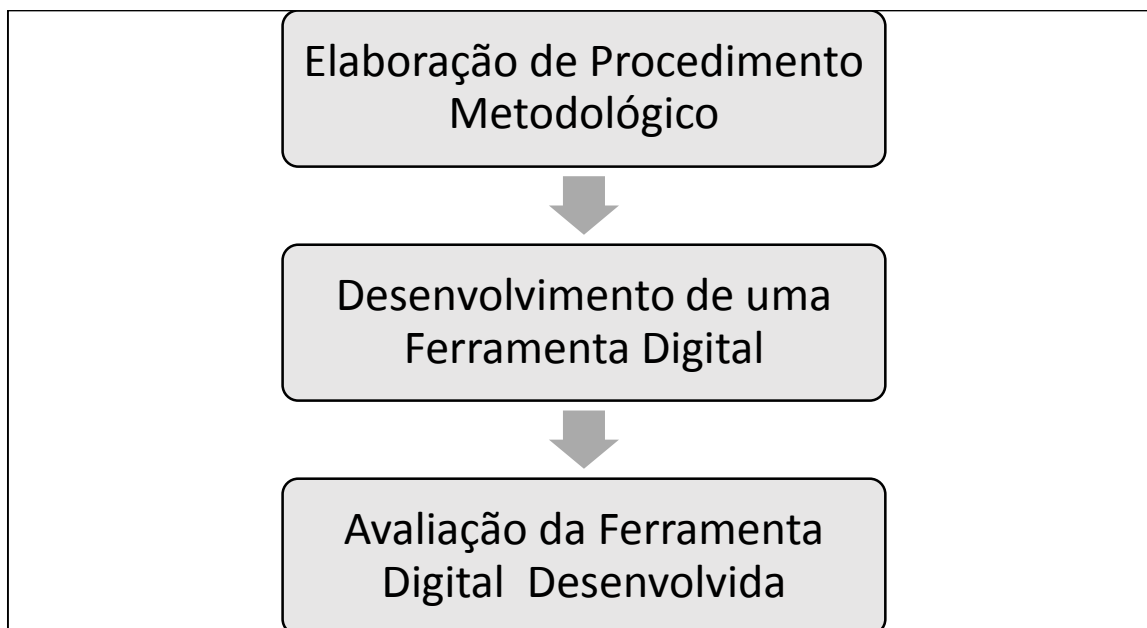 Elaboração de Procedimento
Metodológico
Desenvolvimento de uma
Ferramenta Digital
Avaliação da Ferramenta
Digital  Desenvolvida